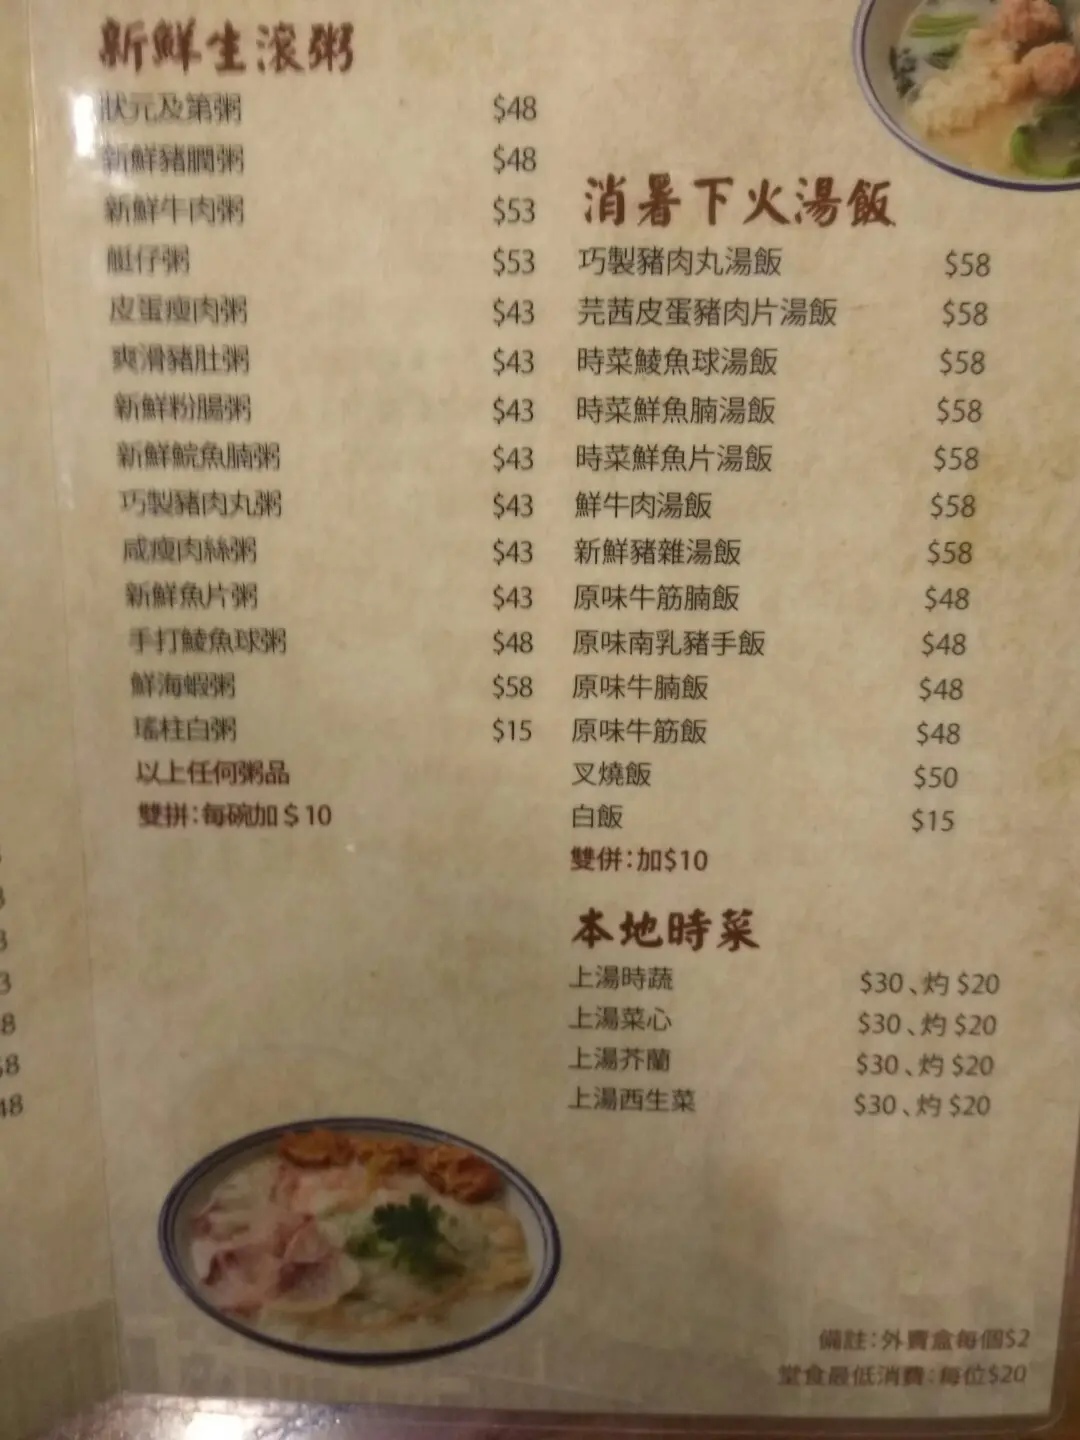 新鮮生滾粥
狀元及第粥 $48
新鮮豬膶粥 $48
新鮮牛肉粥 $53
艇仔粥 $53
皮蛋瘦肉粥 $43
爽滑豬肚粥 $43
新鮮粉腸粥 $43
新鮮鯇魚腩粥 $43
巧製豬肉丸粥 $43
咸瘦肉絲粥 $43
新鮮魚片粥 $43
手打鯪魚球粥 $48
鮮海蝦粥 $58
瑤柱白粥 $15
以上任何粥品
雙拼:每碗加$10
消暑下火湯飯
巧製豬肉丸湯飯 $58
芫茜皮蛋豬肉片湯飯 $58
時菜鯪魚球湯飯 $58
時菜鮮魚腩湯飯 $58
時菜鮮魚片湯飯 $58
鮮牛肉湯飯 $58
新鮮豬雜湯飯 $58
原味牛筋腩飯 $48
原味南乳豬手飯 $48
原味牛腩飯 $48
原味牛筋飯 $48
叉燒飯 $50
白飯 $15
雙併:加$10
本地時菜
上湯時蔬 $30、灼 $20
上湯菜心 $30、灼 $20
上湯芥蘭 $30、灼 $20
上湯西生菜 $30、灼 $20
備註:外賣盒每個$2
堂食最低消費:每位$20